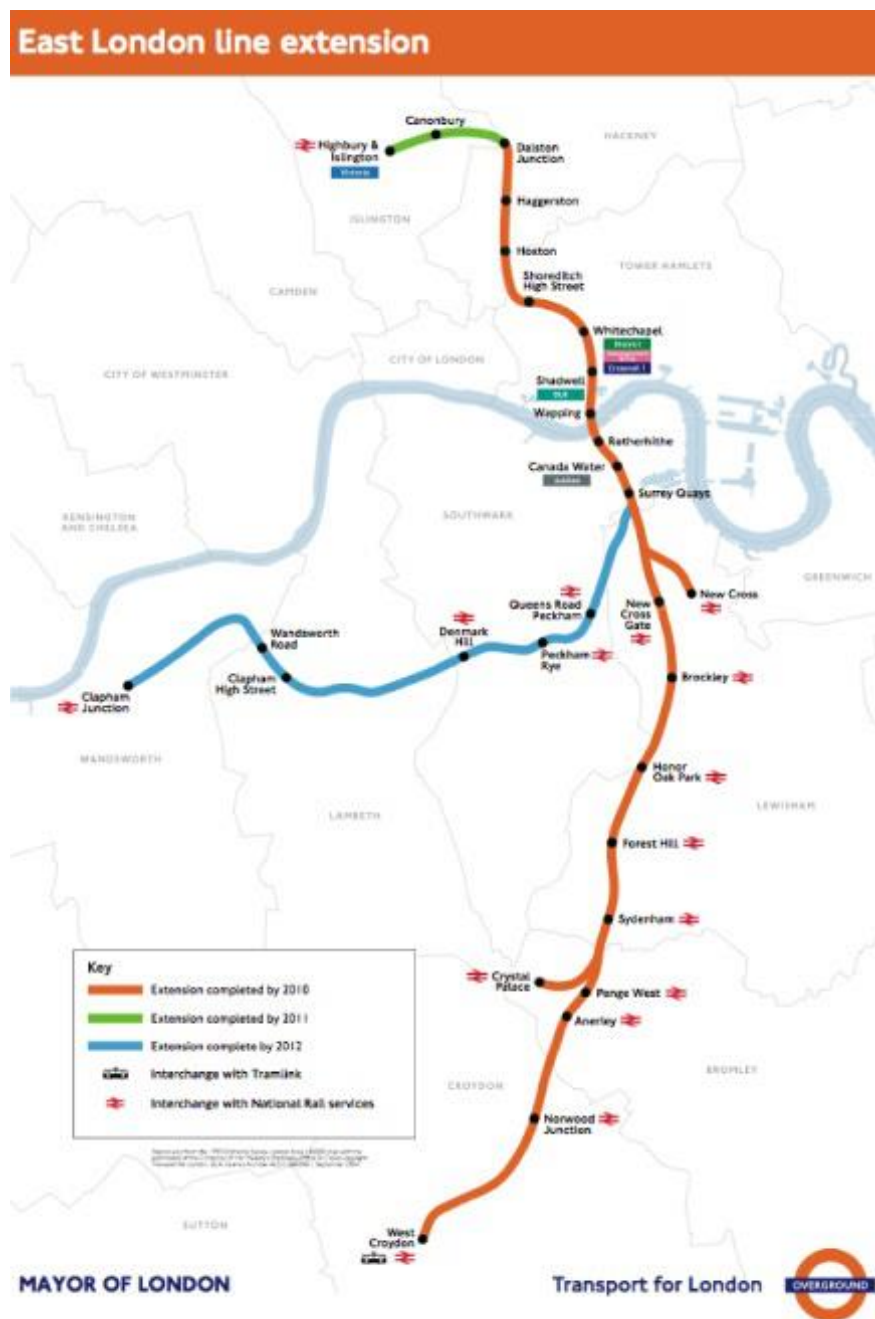 East London line extension
Canonbury
Highbury &
Islington
Victoria
Dalston
Junction
HACKNEY
Haggerston
ISLINGTON
Hoxton
TOWER HAMLETS
Shoreditch
High Street
CAMDEN
Whitechapel
District
Crossrail 1
CITY OF LONDON
CITY OF WESTMINSTER
Shadwell
DLR
Wapping
Rotherhithe
Canada Water
Jubilee
Surrey Quays
KENSINGTON
AND CHELSEA
SOUTHWARK
GREENWICH
New Cross
Queens Road
Peckham
New
Cross
Gate
Denmark
Hill
Wandsworth
Road
Peckham
Rye
Clapham
High Street
Brockley
Clapham
Junction
WANDSWORTH
Honor
Oak Park
LEWISHAM
LAMBETH
Forest Hill
Sydenham
Crystal
Palace
Penge West
Anerley
Key
Extension completed by 2010
Extension completed by 2011
Extension complete by 2012
Interchange with Tramlink
Interchange with National Rail services
BROMLEY
CROYDON
Norwood
Junction
SUTTON
West
Croydon
MAYOR OF LONDON
Transport for London
OVERGROUND